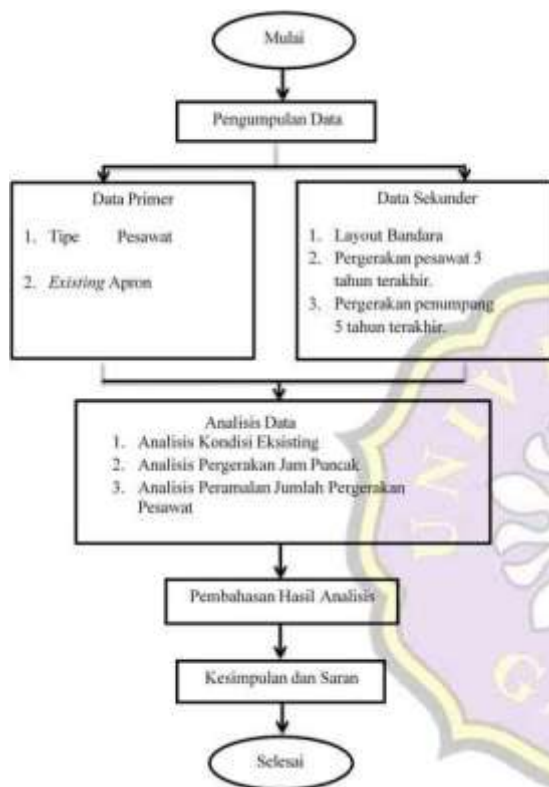 Mulai
Pengumpulan Data
Data Primer
1. Tipe Pesawat
2. Existing Apron
Data Sekunder
1. Layout Bandara
2. Pergerakan pesawat 5
tahun terakhir.
3. Pergerakan penumpang
5 tahun terakhir.
Analisis Data
1. Analisis Kondisi Eksisting
2. Analisis Pergerakan Jam Puncak
3. Analisis Peramalan Jumlah Pergerakan
Pesawat
Pembahasan Hasil Analisis
Kesimpulan dan Saran
Selesai
UNIV
G